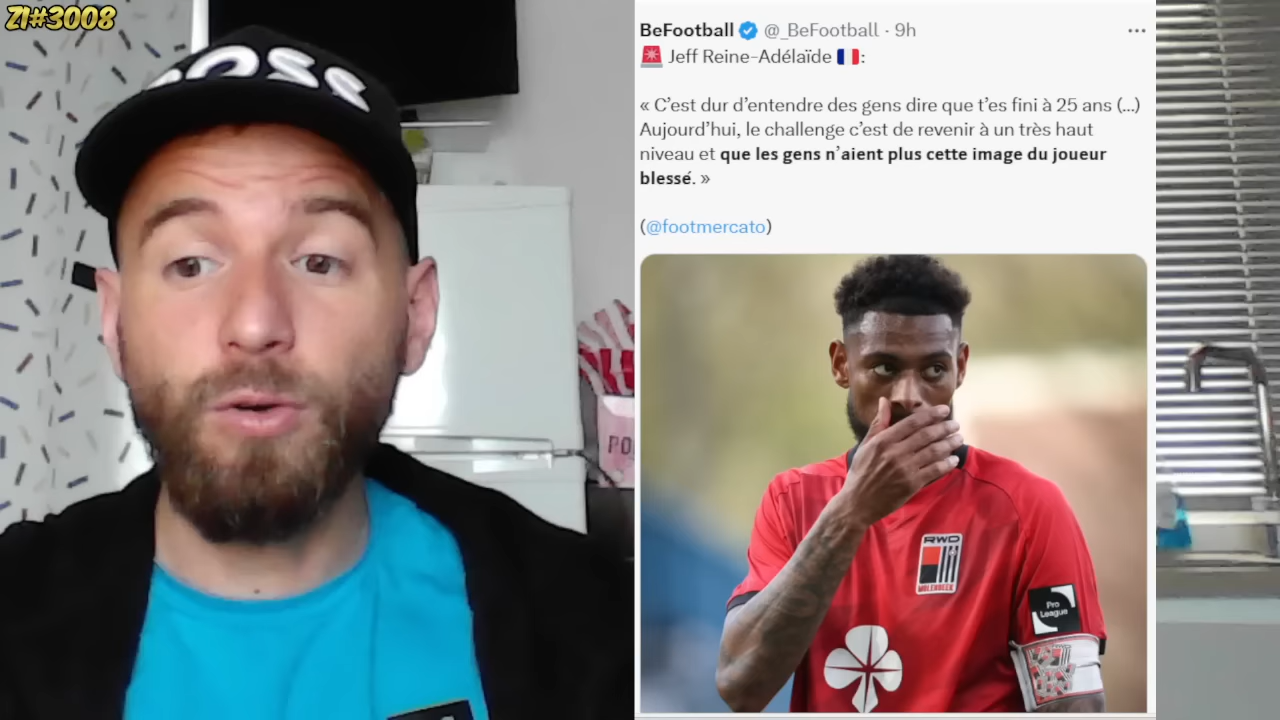 ZI#3008
BOSS
BeFootball @_BeFootball · 9h
🚨 Jeff Reine-Adélaïde 🇫🇷:
« C'est dur d'entendre des gens dire que t'es fini à 25 ans (...)
Aujourd'hui, le challenge c'est de revenir à un très haut
niveau et que les gens n'aient plus cette image du joueur
blessé. »
(@footmercato)
PO
RWD
MOLENBEEK
Pro
League